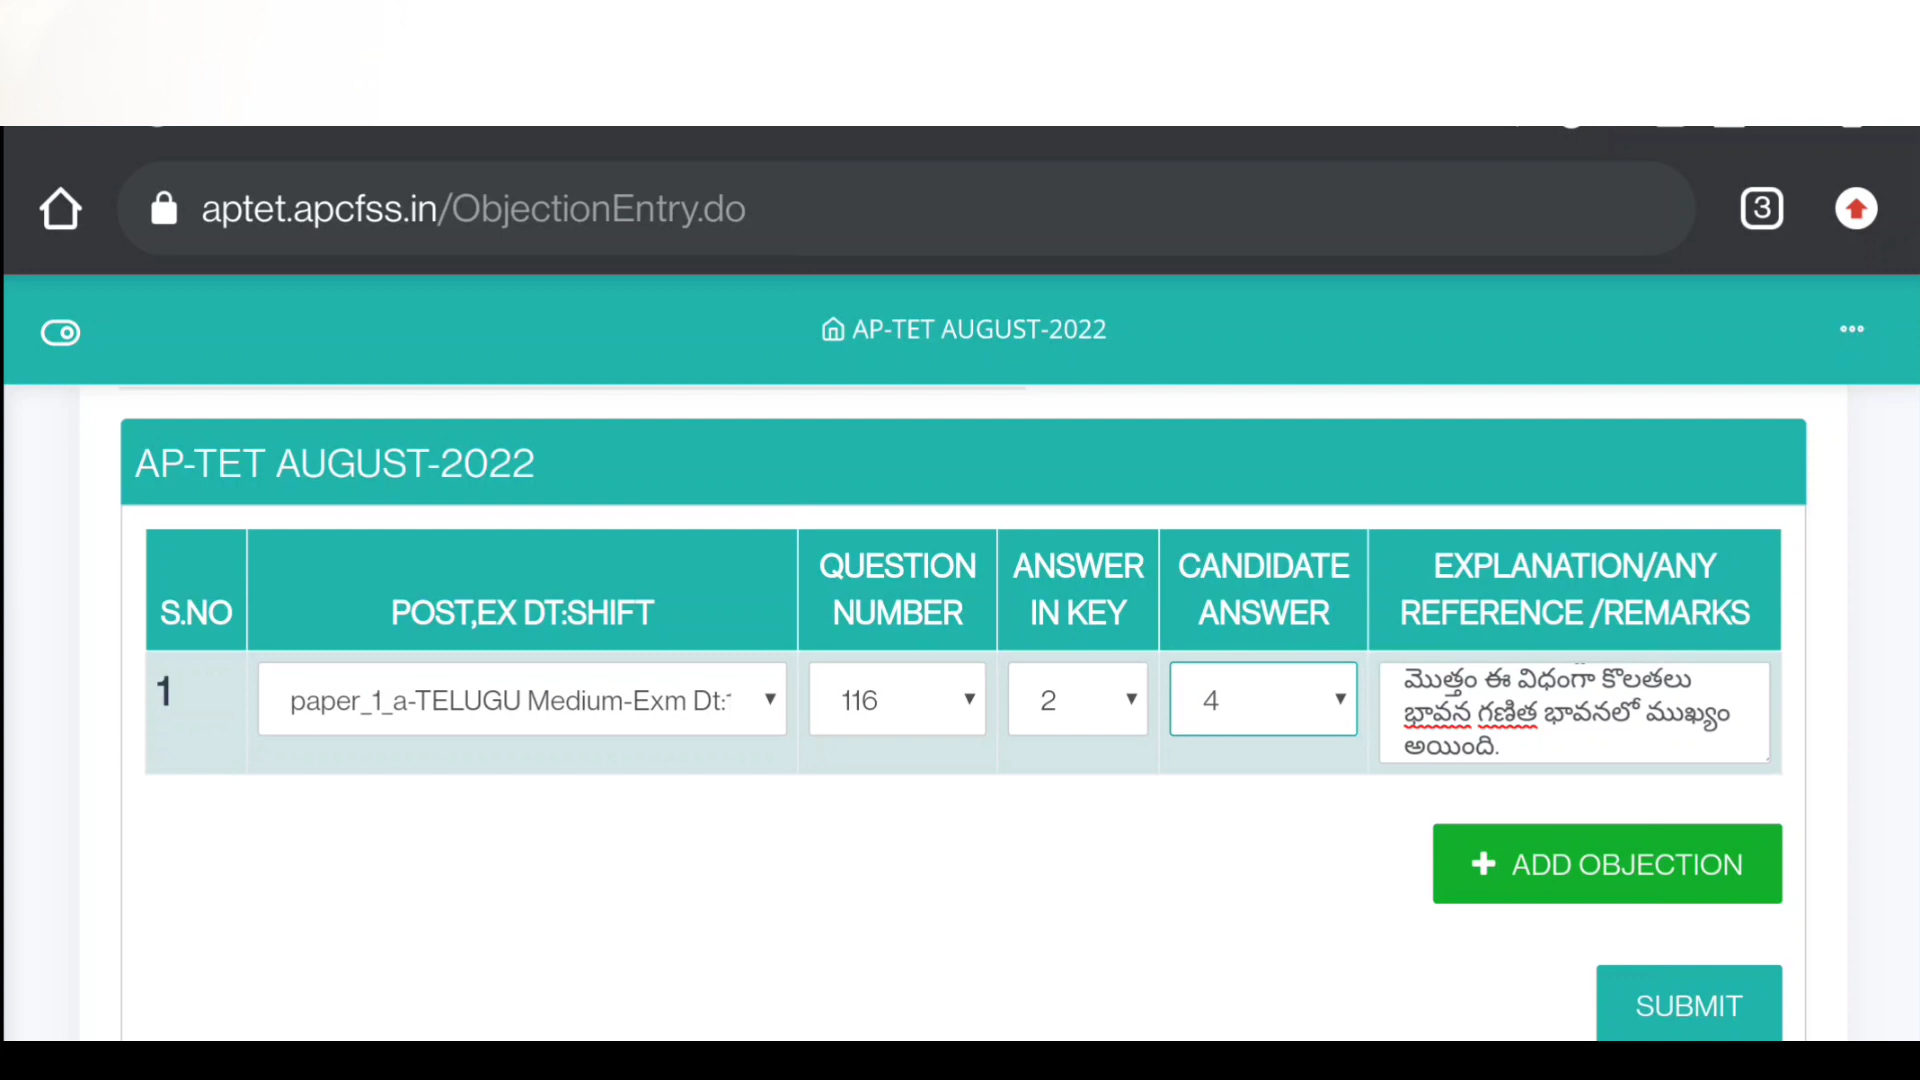 aptet.apcfss.in/ObjectionEntry.do
3
AP-TET AUGUST-2022
AP-TET AUGUST-2022
S.NO
POST,EX DT:SHIFT
QUESTION
NUMBER
ANSWER
IN KEY
CANDIDATE
ANSWER
EXPLANATION/ANY
REFERENCE /REMARKS
1
paper_1_a-TELUGU Medium-Exm Dt:
116
2
4
మొత్తం ఈ విధంగా కొలతలు
భావన గణిత భావనలో ముఖ్యం
అయింది.
ADD OBJECTION
SUBMIT